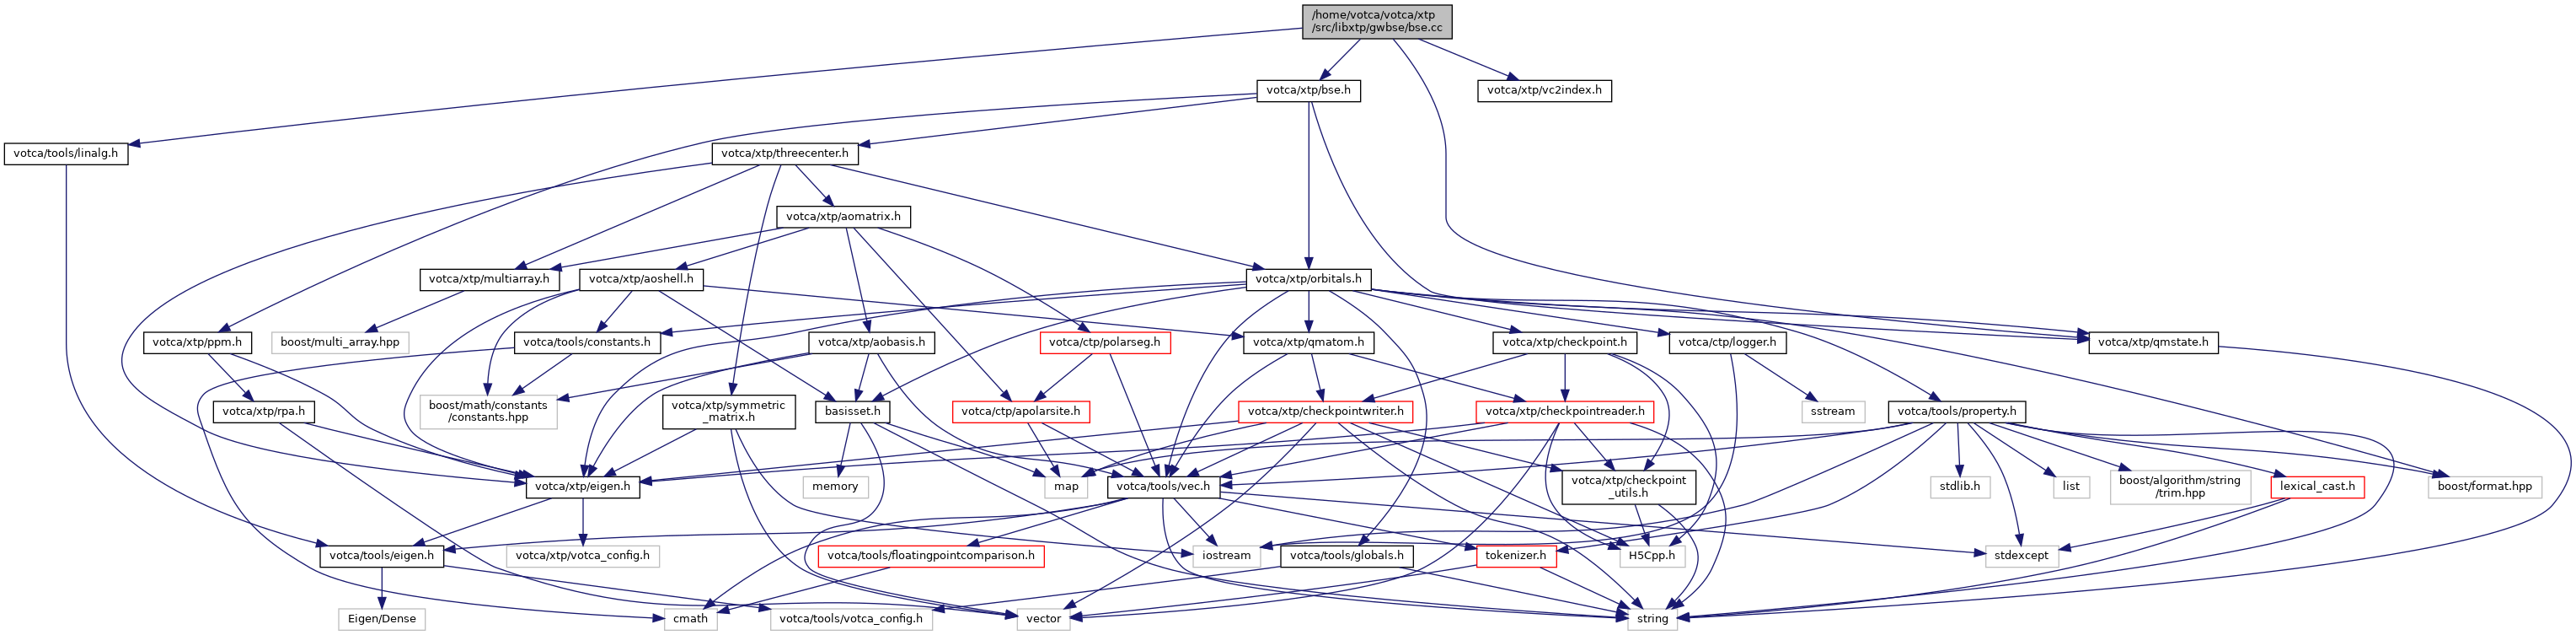 /home/votca/votca/xtp
/src/libxtp/gwbse/bse.cc
votca/xtp/bse.h
votca/xtp/vc2index.h
votca/tools/linalg.h
votca/xtp/threecenter.h
votca/xtp/aomatrix.h
votca/xtp/multiarray.h
votca/xtp/aoshell.h
votca/xtp/orbitals.h
votca/xtp/ppm.h
boost/multi_array.hpp
votca/tools/constants.h
votca/xtp/aobasis.h
votca/ctp/polarseg.h
votca/xtp/qmatom.h
votca/xtp/checkpoint.h
votca/ctp/logger.h
votca/xtp/qmstate.h
votca/xtp/rpa.h
boost/math/constants
/constants.hpp
votca/xtp/symmetric
_matrix.h
basisset.h
votca/ctp/apolarsite.h
votca/xtp/checkpointwriter.h
votca/xtp/checkpointreader.h
sstream
votca/tools/property.h
votca/xtp/eigen.h
memory
map
votca/tools/vec.h
votca/xtp/checkpoint
_utils.h
stdlib.h
list
boost/algorithm/string
/trim.hpp
lexical_cast.h
boost/format.hpp
votca/tools/eigen.h
votca/xtp/votca_config.h
votca/tools/floatingpointcomparison.h
iostream
votca/tools/globals.h
tokenizer.h
H5Cpp.h
stdexcept
Eigen/Dense
cmath
votca/tools/votca_config.h
vector
string